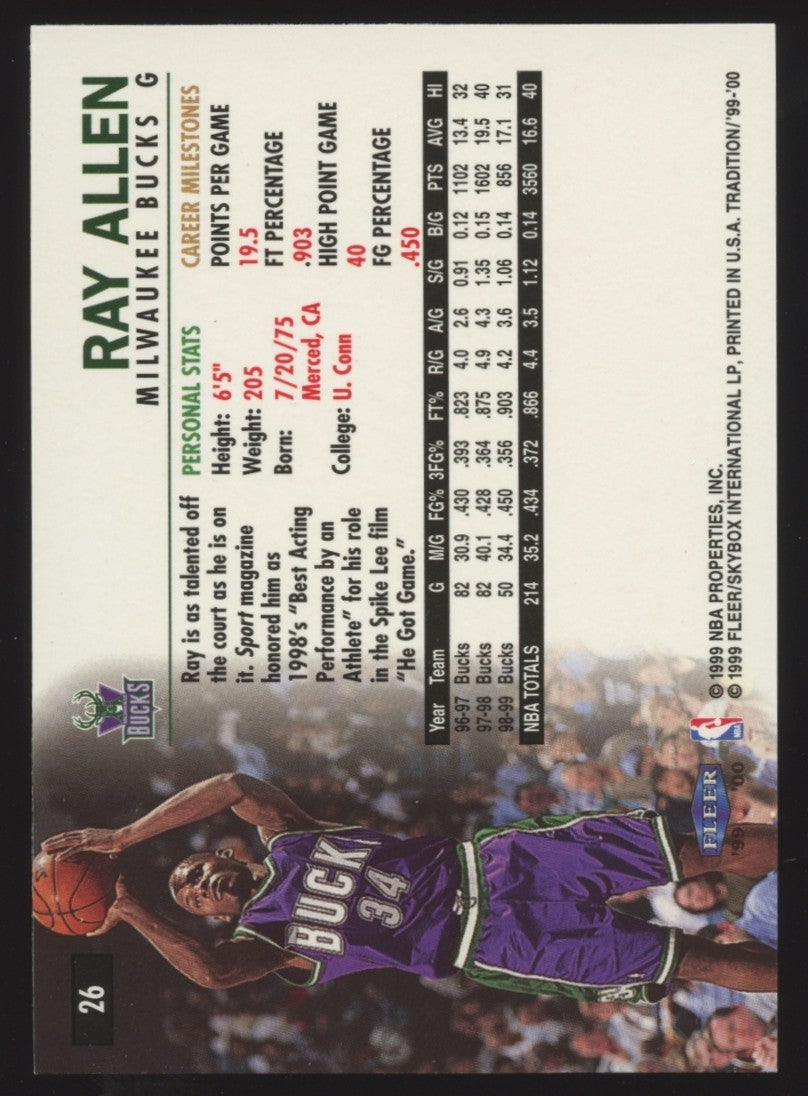 26
BUCKS
RAY ALLEN
MILWAUKEE BUCKS G
Ray is as talented off
the court as he is on
it. Sport magazine
honored him as
1998's "Best Acting
Performance by an
Athlete" for his role
in the Spike Lee film
"He Got Game."
PERSONAL STATS
Height: 6'5"
Weight: 205
Born: 7/20/75
Merced, CA
College: U. Conn
CAREER MILESTONES
POINTS PER GAME
19.5
FT PERCENTAGE
.903
HIGH POINT GAME
40
FG PERCENTAGE
.450
Year Team G M/G FG% 3FG% FT% R/G A/G S/G B/G PTS AVG HI
96-97 Bucks 82 30.9 .430 .393 .823 4.0 2.6 0.91 0.12 1102 13.4 32
97-98 Bucks 82 40.1 .428 .364 .875 4.9 4.3 1.35 0.15 1602 19.5 40
98-99 Bucks 50 34.4 .450 .356 .903 4.2 3.6 1.06 0.14 856 17.1 31
NBA TOTALS 214 35.2 .434 .372 .866 4.4 3.5 1.12 0.14 3560 16.6 40
BUCK
34
FLEER
'99 '00
NBA
© 1999 NBA PROPERTIES, INC.
© 1999 FLEER/SKYBOX INTERNATIONAL LP, PRINTED IN U.S.A. TRADITION/'99-'00